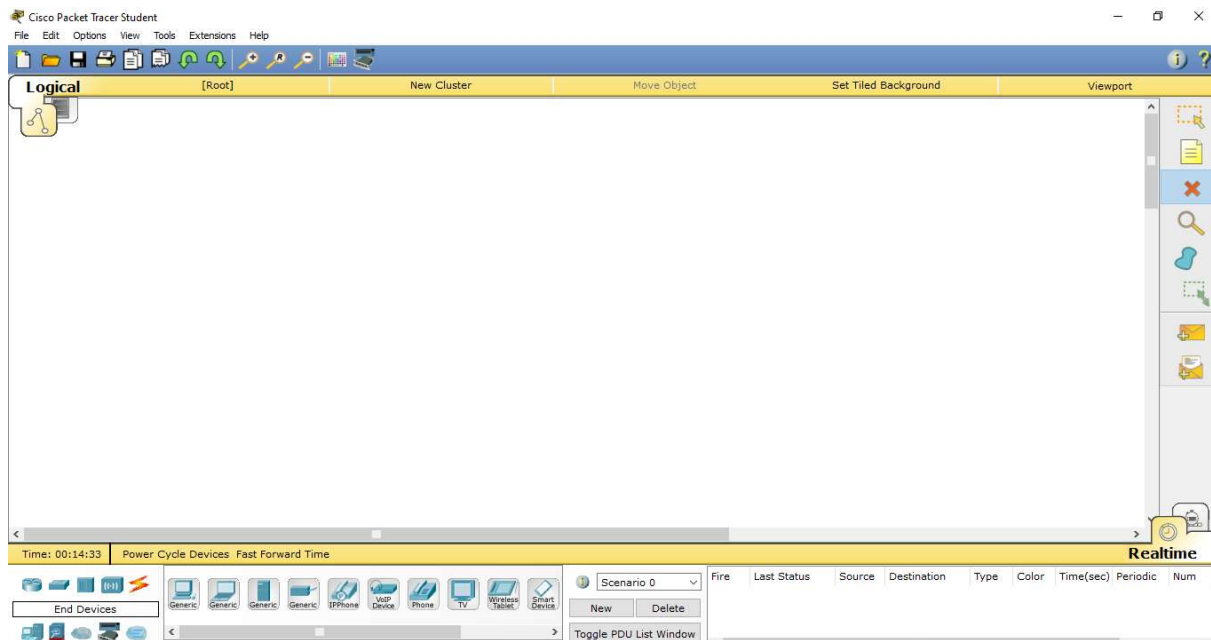 Cisco Packet Tracer Student
File Edit Options View Tools Extensions Help
Logical [Root] New Cluster Move Object Set Tiled Background Viewport
Time: 00:14:33 Power Cycle Devices Fast Forward Time Realtime
End Devices
Generic Generic Generic Generic IPPhone VoIP Device Phone TV Wireless Tablet Smart Device
Scenario 0
New Delete
Toggle PDU List Window
Fire Last Status Source Destination Type Color Time(sec) Periodic Num